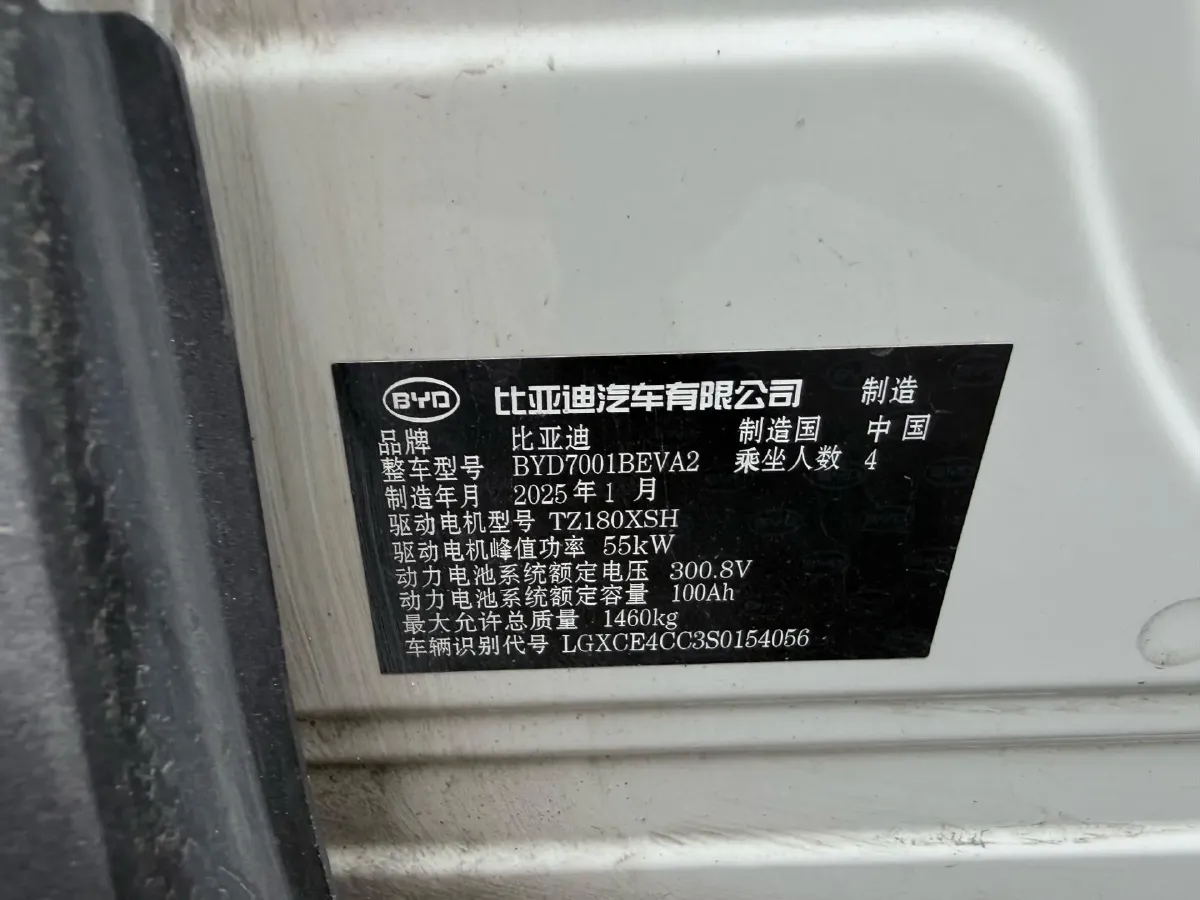 BYD 比亚迪汽车有限公司 制造
品牌 比亚迪 制造国 中国
整车型号 BYD7001BEVA2 乘坐人数 4
制造年月 2025年1月
驱动电机型号 TZ180XSH
驱动电机峰值功率 55kW
动力电池系统额定电压 300.8V
动力电池系统额定容量 100Ah
最大允许总质量 1460kg
车辆识别代号 LGXCE4CC3S0154056